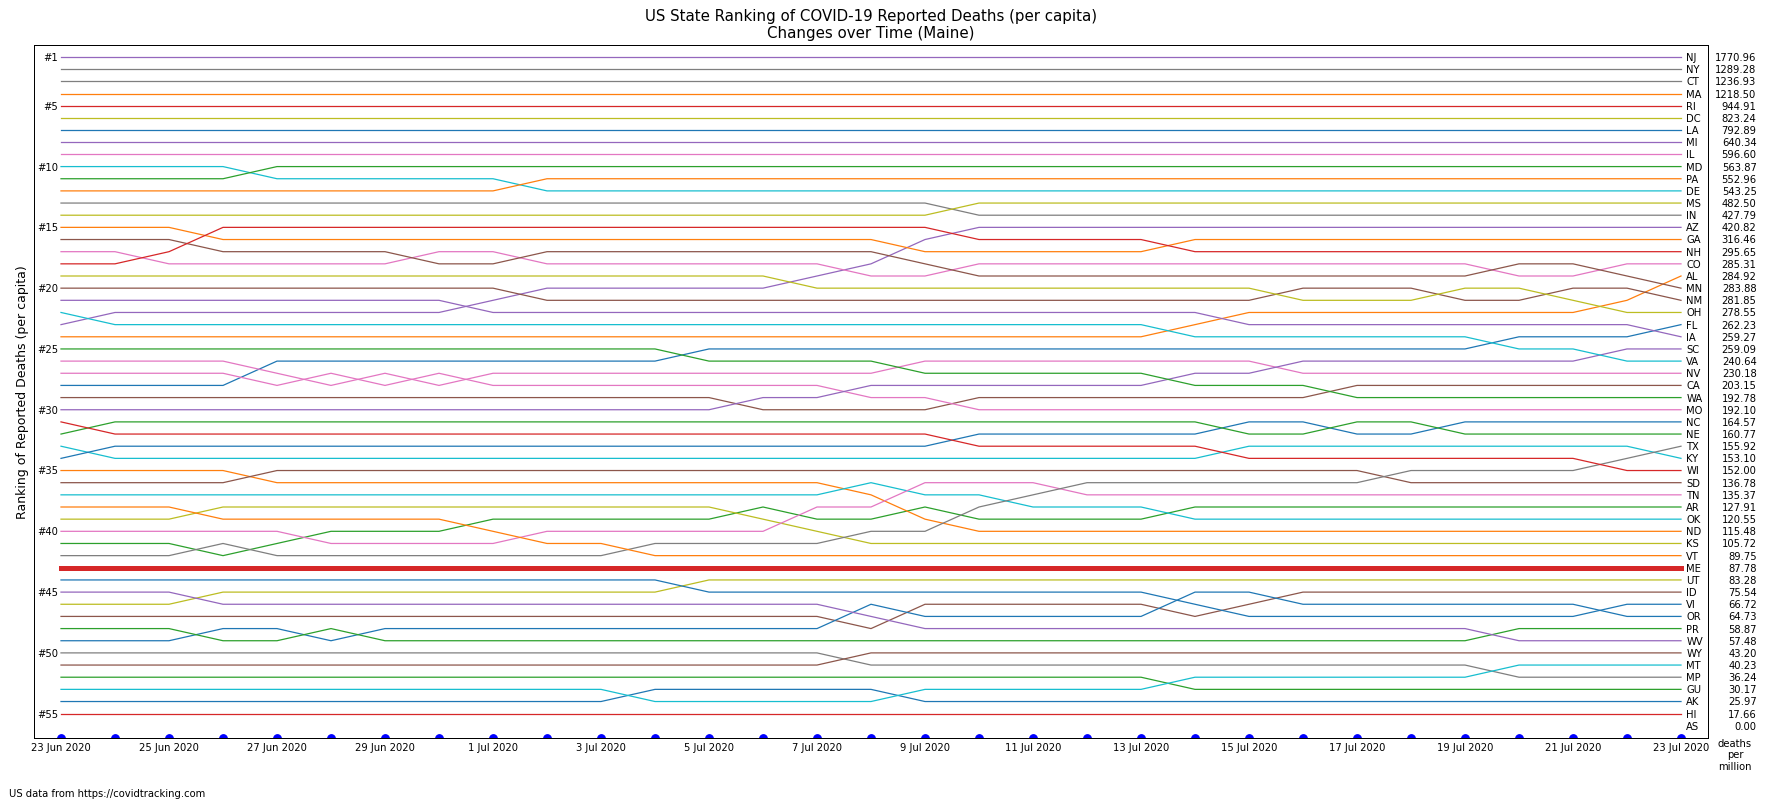 US State Ranking of COVID-19 Reported Deaths (per capita)
Changes over Time (Maine)
Ranking of Reported Deaths (per capita)
#1 NJ 1770.96
NY 1289.28
CT 1236.93
MA 1218.50
#5 RI 944.91
DC 823.24
LA 792.89
MI 640.34
IL 596.60
#10 MD 563.87
PA 552.96
DE 543.25
MS 482.50
IN 427.79
#15 AZ 420.82
GA 316.46
NH 295.65
CO 285.31
AL 284.92
#20 MN 283.88
NM 281.85
OH 278.55
FL 262.23
IA 259.27
#25 SC 259.09
VA 240.64
NV 230.18
CA 203.15
WA 192.78
#30 MO 192.10
NC 164.57
NE 160.77
TX 155.92
KY 153.10
#35 WI 152.00
SD 136.78
TN 135.37
AR 127.91
OK 120.55
#40 ND 115.48
KS 105.72
VT 89.75
ME 87.78
UT 83.28
#45 ID 75.54
VI 66.72
OR 64.73
PR 58.87
WV 57.48
#50 WY 43.20
MT 40.23
MP 36.24
GU 30.17
AK 25.97
#55 HI 17.66
AS 0.00
23 Jun 2020 25 Jun 2020 27 Jun 2020 29 Jun 2020 1 Jul 2020 3 Jul 2020 5 Jul 2020 7 Jul 2020 9 Jul 2020 11 Jul 2020 13 Jul 2020 15 Jul 2020 17 Jul 2020 19 Jul 2020 21 Jul 2020 23 Jul 2020
deaths
per
million
US data from https://covidtracking.com